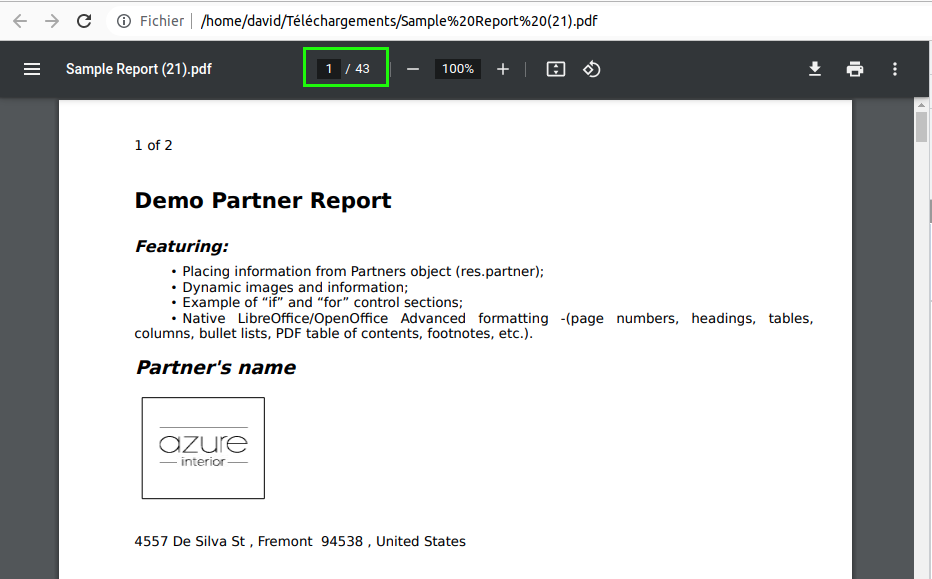 Fichier /home/david/Téléchargements/Sample%20Report%20(21).pdf
Sample Report (21).pdf 1 / 43 — 100% +
1 of 2
Demo Partner Report
Featuring:
• Placing information from Partners object (res.partner);
• Dynamic images and information;
• Example of “if” and “for” control sections;
• Native LibreOffice/OpenOffice Advanced formatting -(page numbers, headings, tables,
columns, bullet lists, PDF table of contents, footnotes, etc.).
Partner's name
azure
interior
4557 De Silva St , Fremont  94538 , United States